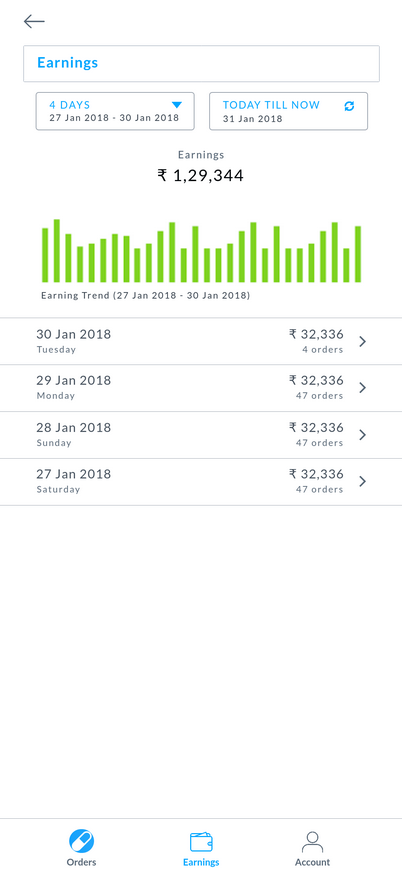 Earnings
4 DAYS
27 Jan 2018 - 30 Jan 2018
TODAY TILL NOW
31 Jan 2018
Earnings
₹ 1,29,344
Earning Trend (27 Jan 2018 - 30 Jan 2018)
30 Jan 2018 ₹ 32,336
Tuesday 4 orders
29 Jan 2018 ₹ 32,336
Monday 47 orders
28 Jan 2018 ₹ 32,336
Sunday 47 orders
27 Jan 2018 ₹ 32,336
Saturday 47 orders
Orders Earnings Account